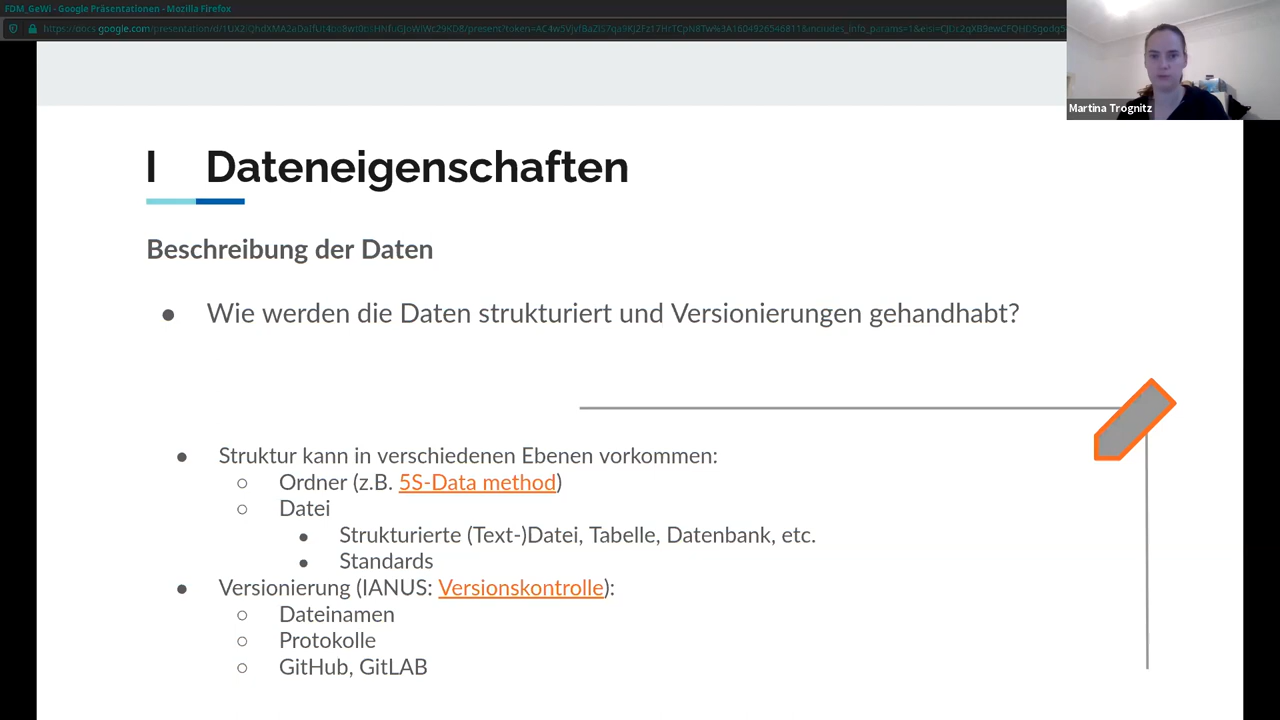 FDM_GeWi - Google Präsentationen - Mozilla Firefox
Martina Trognitz
I Dateneigenschaften
Beschreibung der Daten
● Wie werden die Daten strukturiert und Versionierungen gehandhabt?
● Struktur kann in verschiedenen Ebenen vorkommen:
○ Ordner (z.B. 5S-Data method)
○ Datei
● Strukturierte (Text-)Datei, Tabelle, Datenbank, etc.
● Standards
● Versionierung (IANUS: Versionskontrolle):
○ Dateinamen
○ Protokolle
○ GitHub, GitLAB